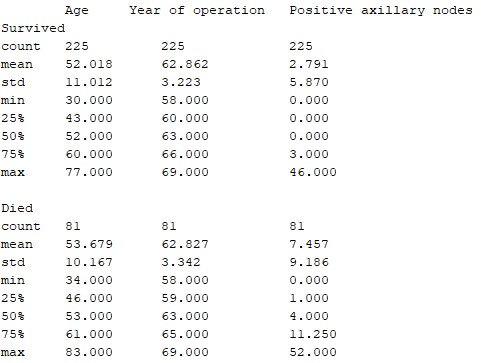 Age Year of operation Positive axillary nodes
Survived
count 225 225 225
mean 52.018 62.862 2.791
std 11.012 3.223 5.870
min 30.000 58.000 0.000
25% 43.000 60.000 0.000
50% 52.000 63.000 0.000
75% 60.000 66.000 3.000
max 77.000 69.000 46.000
Died
count 81 81 81
mean 53.679 62.827 7.457
std 10.167 3.342 9.186
min 34.000 58.000 0.000
25% 46.000 59.000 1.000
50% 53.000 63.000 4.000
75% 61.000 65.000 11.250
max 83.000 69.000 52.000